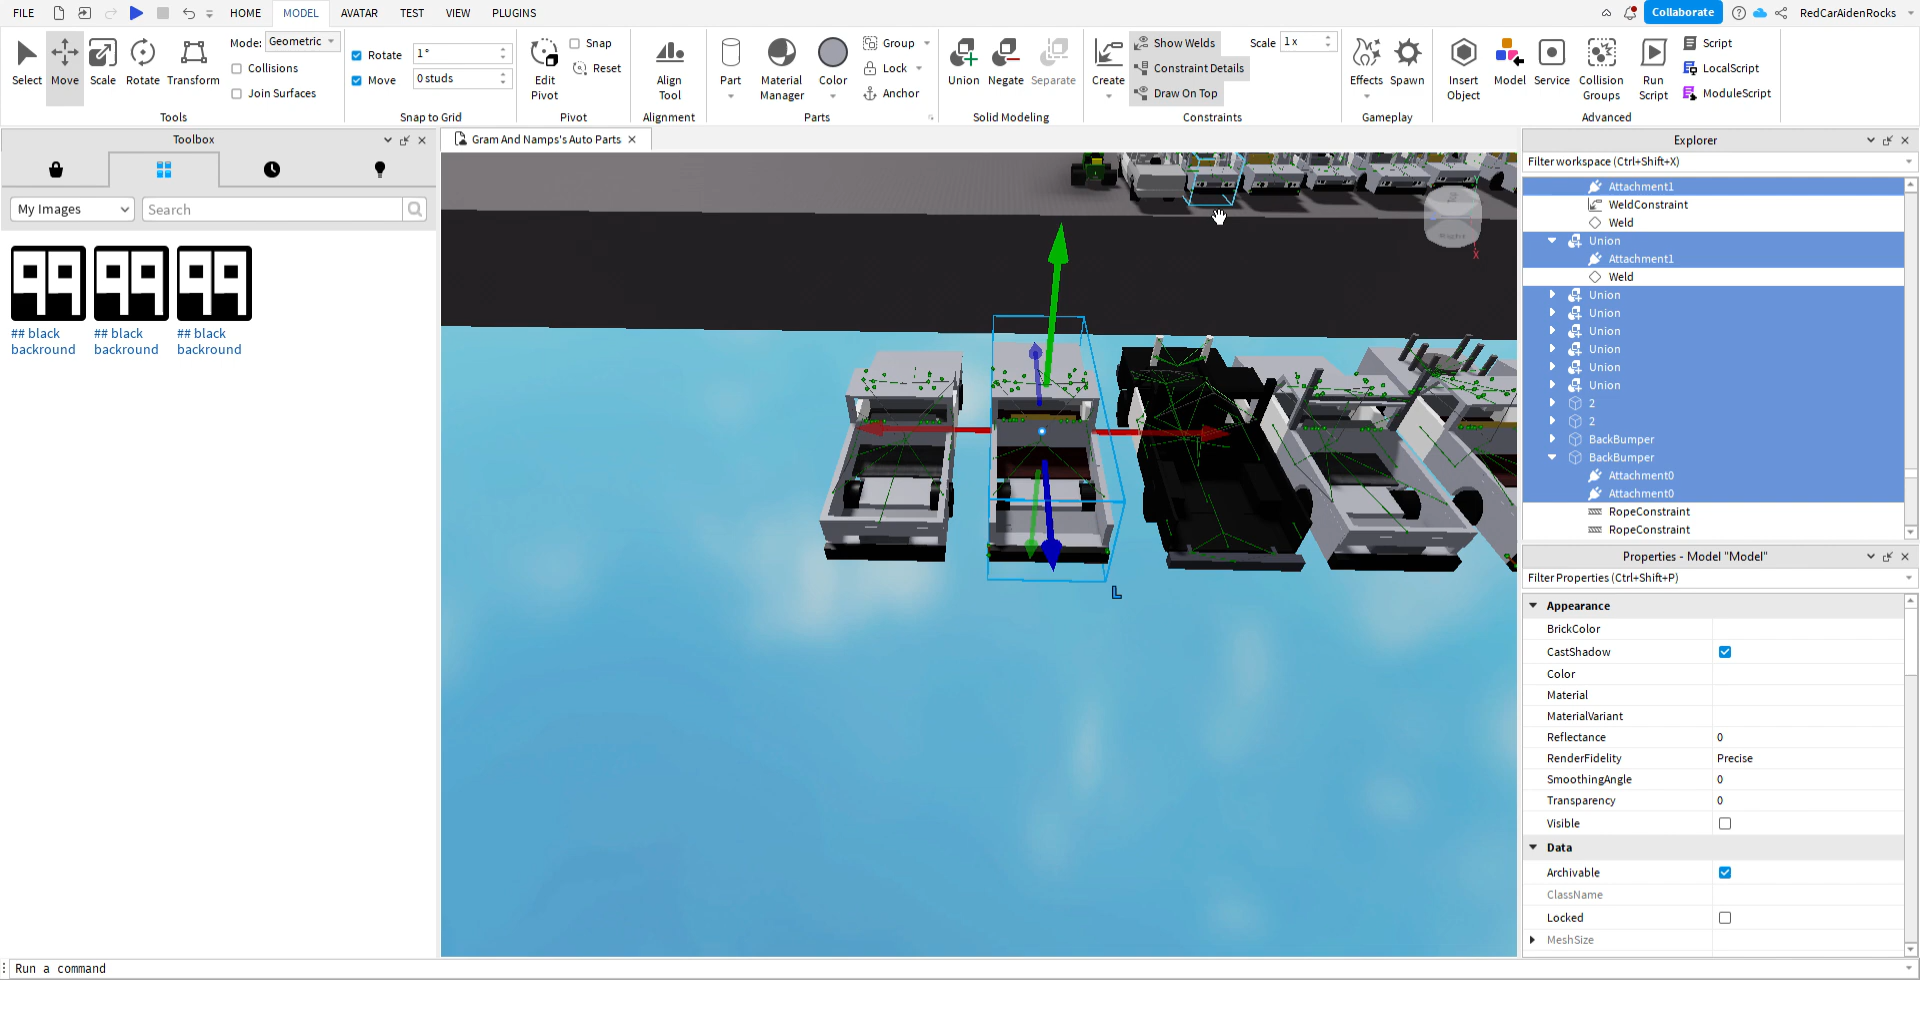 FILE HOME MODEL AVATAR TEST VIEW PLUGINS Collaborate RedCarAidenRocks
Select Move Scale Rotate Transform
Mode: Geometric
Collisions
Join Surfaces
Tools
Rotate 1°
Move 0 studs
Snap to Grid
Edit Pivot
Snap
Reset
Pivot
Align Tool
Alignment
Part
Material Manager
Color
Group
Lock
Anchor
Parts
Union Negate Separate
Solid Modeling
Create
Show Welds
Constraint Details
Draw On Top
Scale 1 x
Constraints
Effects Spawn
Gameplay
Insert Object
Model
Service
Collision Groups
Run Script
Script
LocalScript
ModuleScript
Advanced
Toolbox
My Images Search
99 99 99
## black backround
## black backround
## black backround
Gram And Namps's Auto Parts
X
L
Explorer
Filter workspace (Ctrl+Shift+X)
Attachment1
WeldConstraint
Weld
Union
Attachment1
Weld
Union
Union
Union
Union
Union
Union
2
2
BackBumper
BackBumper
Attachment0
Attachment0
RopeConstraint
RopeConstraint
Properties - Model "Model"
Filter Properties (Ctrl+Shift+P)
Appearance
BrickColor
CastShadow
Color
Material
MaterialVariant
Reflectance 0
RenderFidelity Precise
SmoothingAngle 0
Transparency 0
Visible
Data
Archivable
ClassName
Locked
MeshSize
Run a command